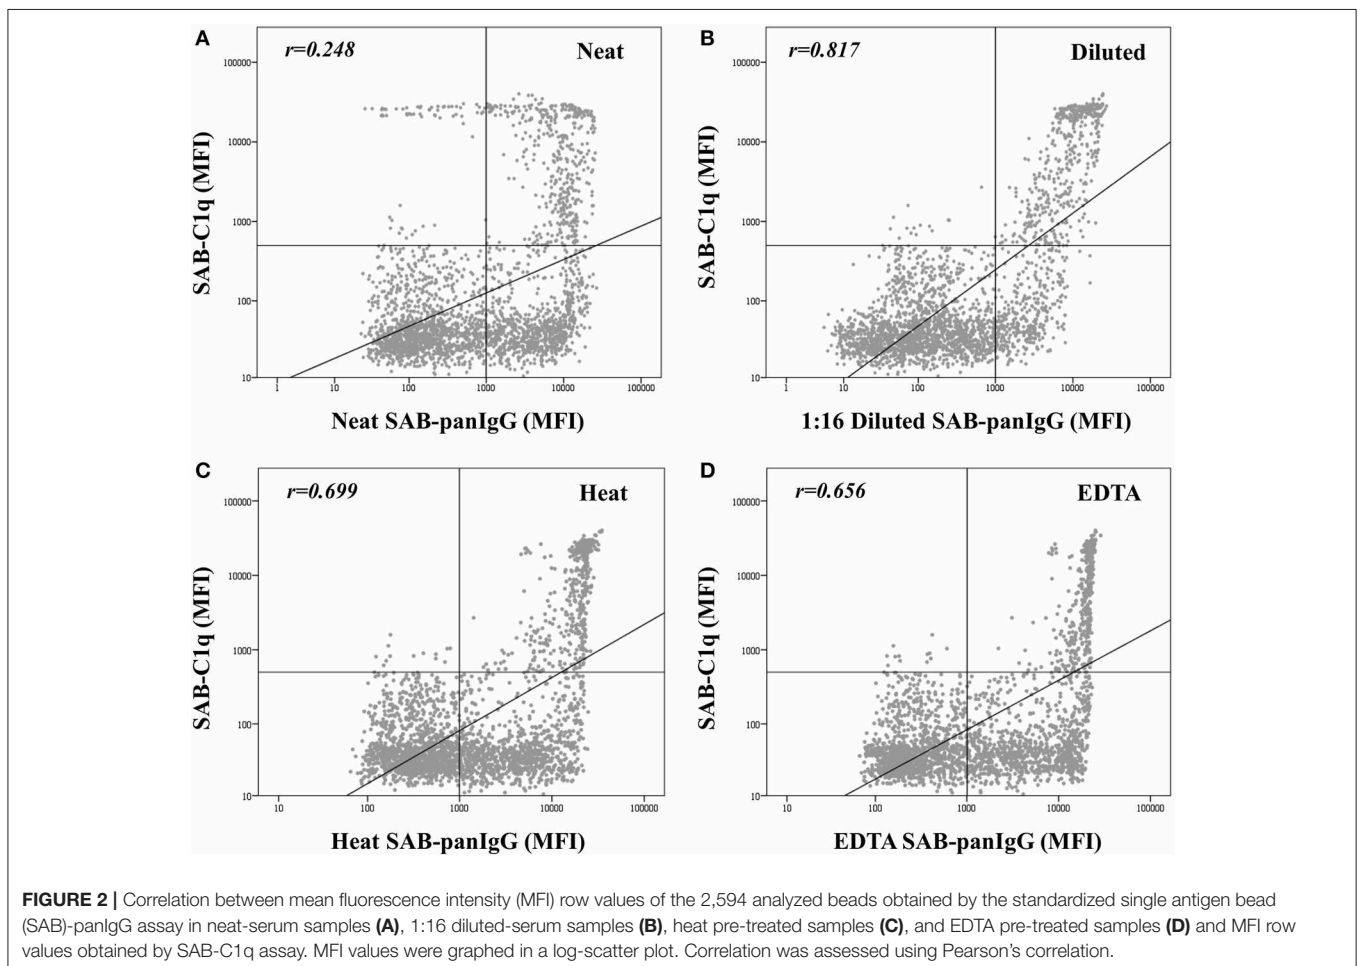 A
r=0.248
Neat
100000
10000
1000
100
10
1
10
100
1000
10000
100000
SAB-C1q (MFI)
Neat SAB-panIgG (MFI)
B
r=0.817
Diluted
100000
10000
1000
100
10
1
10
100
1000
10000
100000
SAB-C1q (MFI)
1:16 Diluted SAB-panIgG (MFI)
C
r=0.699
Heat
100000
10000
1000
100
10
10
100
1000
10000
100000
SAB-C1q (MFI)
Heat SAB-panIgG (MFI)
D
r=0.656
EDTA
100000
10000
1000
100
10
10
100
1000
10000
100000
SAB-C1q (MFI)
EDTA SAB-panIgG (MFI)
FIGURE 2 | Correlation between mean fluorescence intensity (MFI) row values of the 2,594 analyzed beads obtained by the standardized single antigen bead
(SAB)-panIgG assay in neat-serum samples (A), 1:16 diluted-serum samples (B), heat pre-treated samples (C), and EDTA pre-treated samples (D) and MFI row
values obtained by SAB-C1q assay. MFI values were graphed in a log-scatter plot. Correlation was assessed using Pearson's correlation.